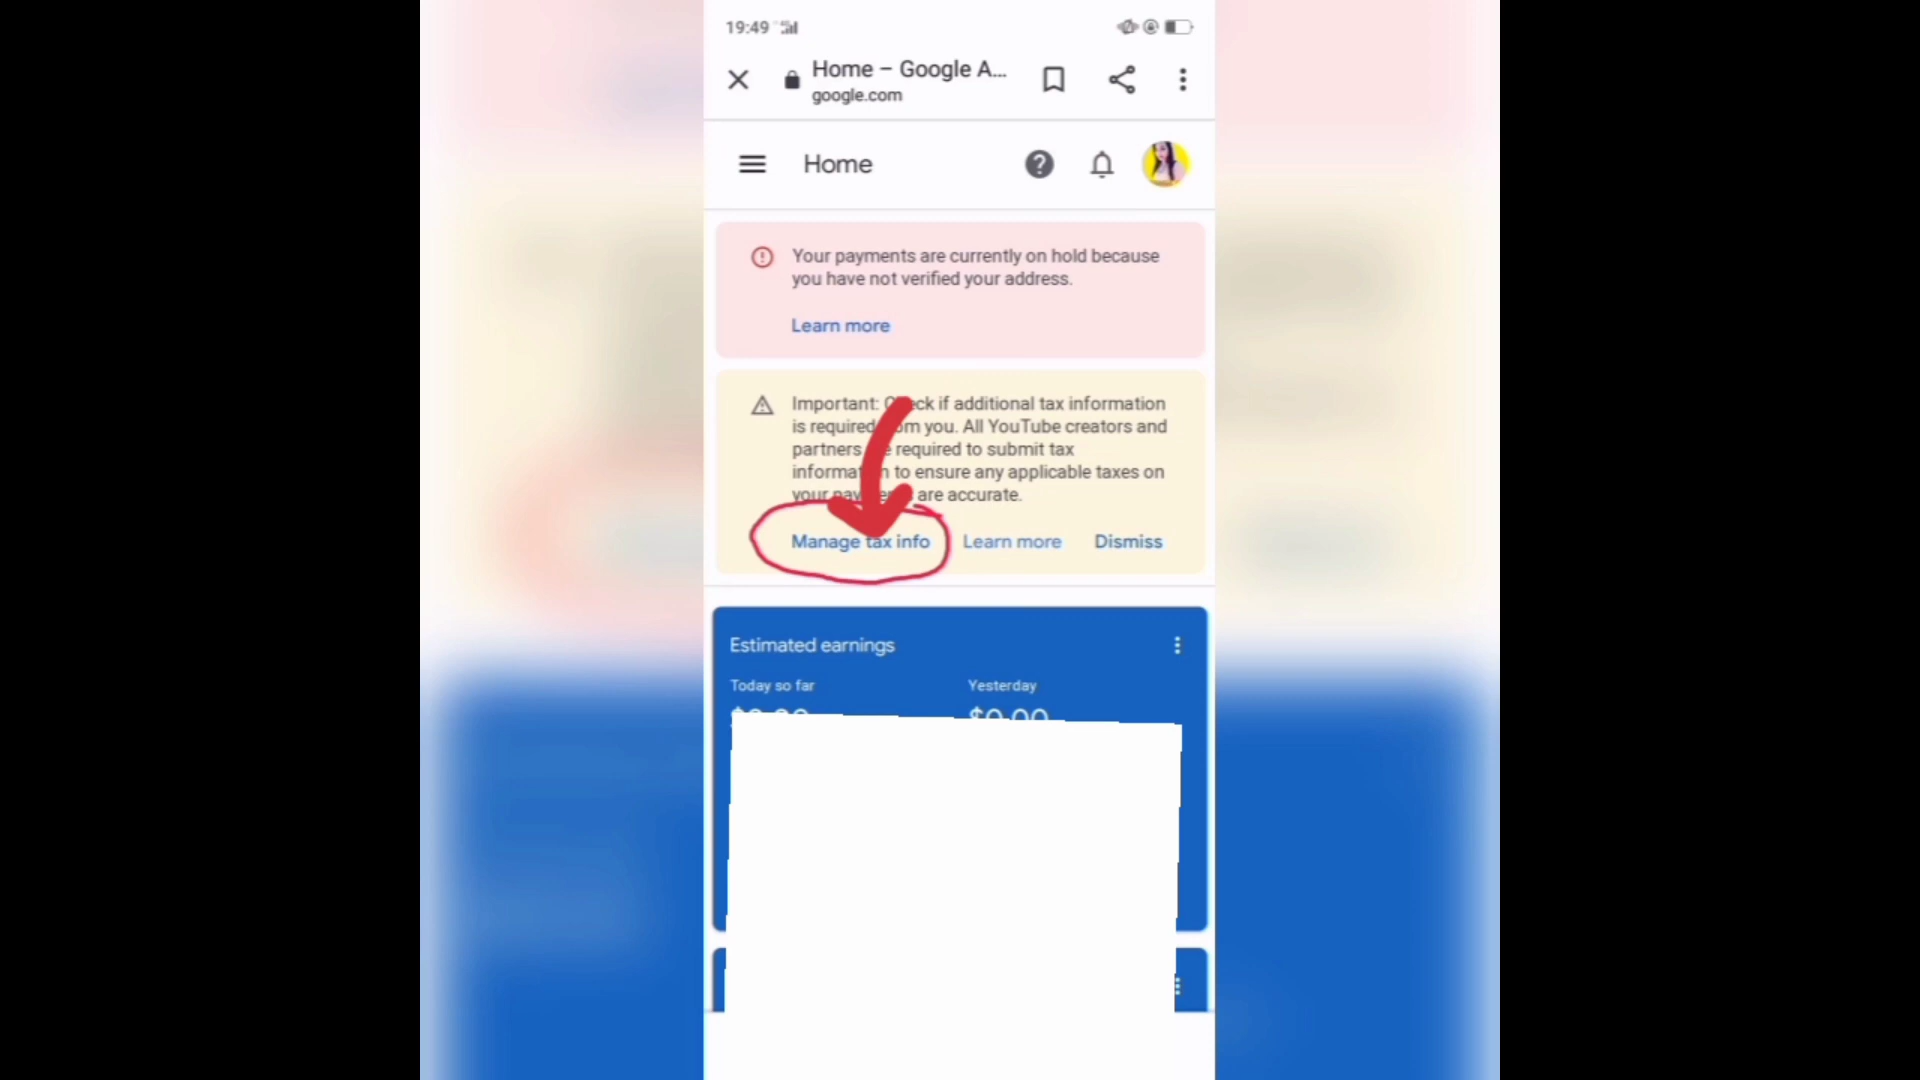 19:49
Home – Google A...
google.com
Home
Your payments are currently on hold because
you have not verified your address.
Learn more
Important: Check if additional tax information
is required from you. All YouTube creators and
partners are required to submit tax
information to ensure any applicable taxes on
your payments are accurate.
Manage tax info Learn more Dismiss
Estimated earnings
Today so far Yesterday
$0.00 $0.00